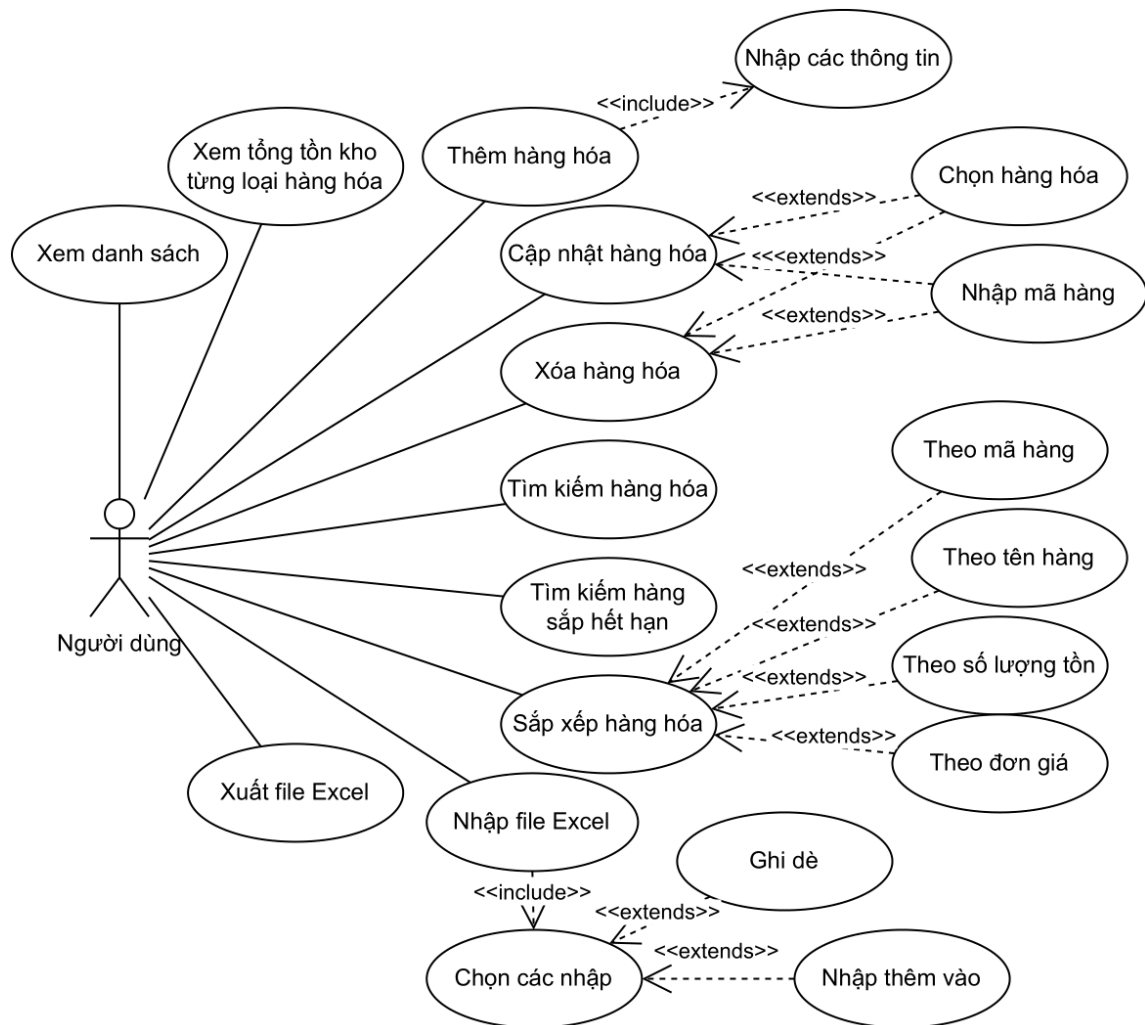 Nhập các thông tin
<<include>>
Xem tổng tồn kho
từng loại hàng hóa
Thêm hàng hóa
Chọn hàng hóa
<<extends>>
Xem danh sách
Cập nhật hàng hóa
<<<extends>>
Nhập mã hàng
<<extends>>
Xóa hàng hóa
Theo mã hàng
Tìm kiếm hàng hóa
Theo tên hàng
<<extends>>
Tìm kiếm hàng
sắp hết hạn
<<extends>>
Người dùng
Theo số lượng tồn
<<extends>>
Sắp xếp hàng hóa
<<extends>>
Theo đơn giá
Xuất file Excel
Nhập file Excel
Ghi dè
<<include>>
<<extends>>
<<extends>>
Chọn các nhập
Nhập thêm vào